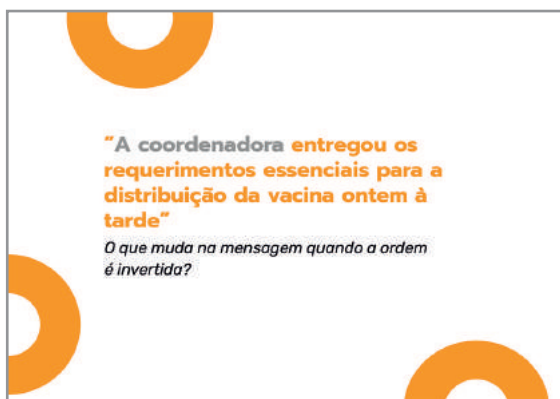 “A coordenadora entregou os
requerimentos essenciais para a
distribuição da vacina ontem à
tarde”
O que muda na mensagem quando a ordem
é invertida?